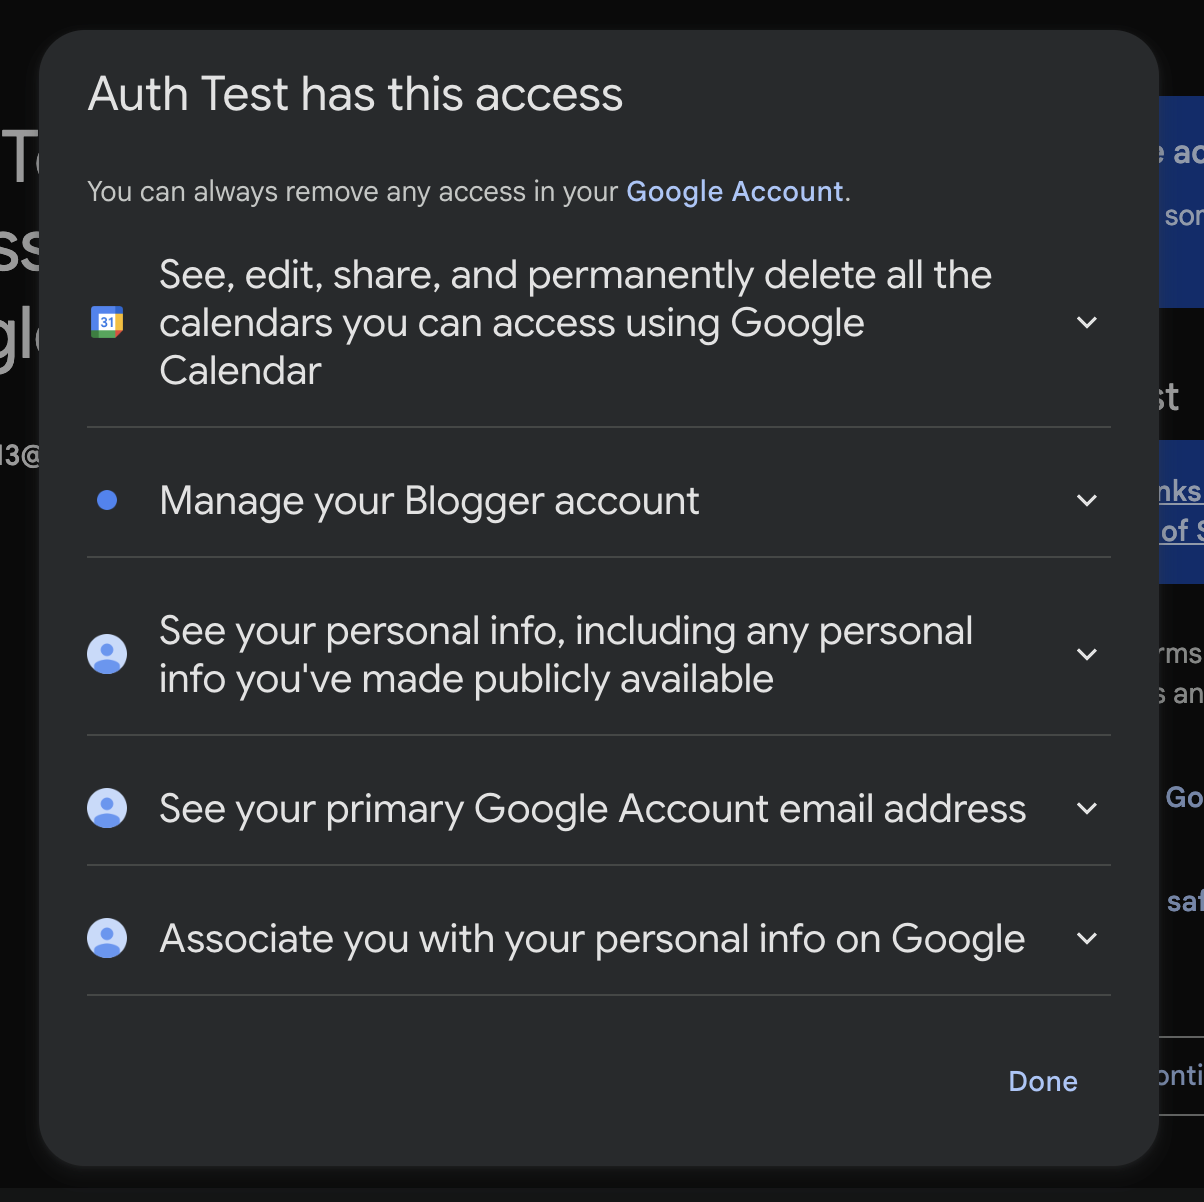 Auth Test has this access
You can always remove any access in your Google Account.
See, edit, share, and permanently delete all the
calendars you can access using Google
Calendar
31
Manage your Blogger account
See your personal info, including any personal
info you've made publicly available
See your primary Google Account email address
Associate you with your personal info on Google
Done
13@
of
an